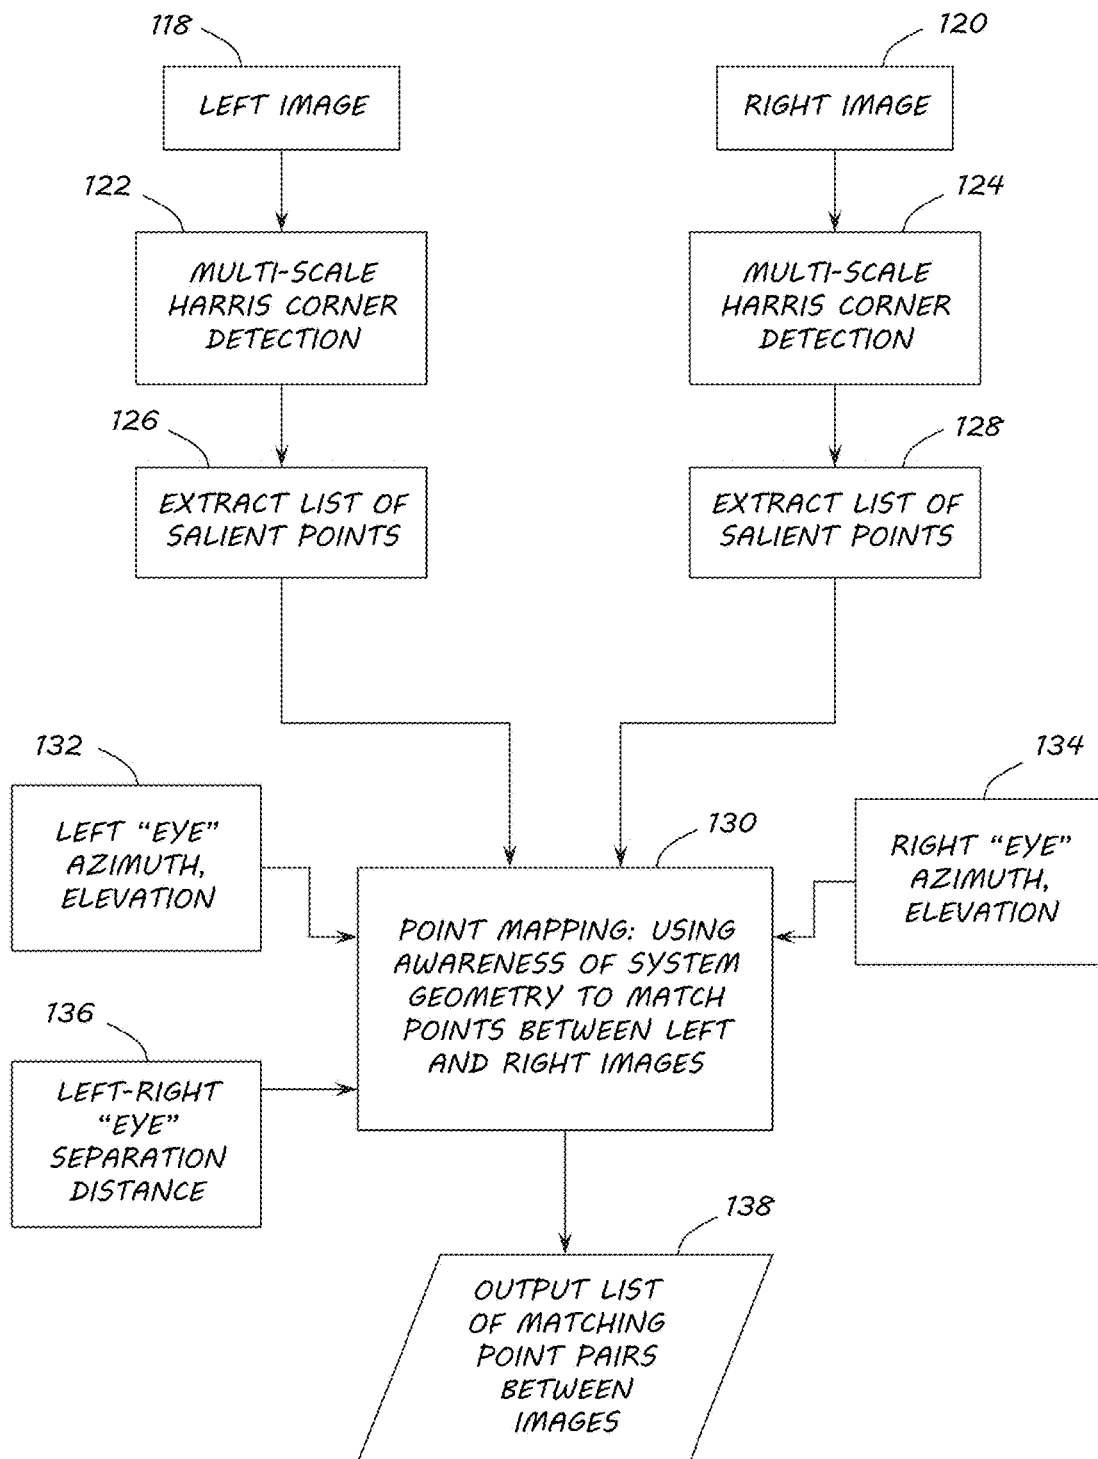 118
120
LEFT IMAGE
RIGHT IMAGE
122
124
MULTI-SCALE
HARRIS CORNER
DETECTION
MULTI-SCALE
HARRIS CORNER
DETECTION
126
128
EXTRACT LIST OF
SALIENT POINTS
EXTRACT LIST OF
SALIENT POINTS
132
134
LEFT “EYE”
AZIMUTH,
ELEVATION
130
RIGHT “EYE”
AZIMUTH,
ELEVATION
POINT MAPPING: USING
AWARENESS OF SYSTEM
GEOMETRY TO MATCH
POINTS BETWEEN LEFT
AND RIGHT IMAGES
136
LEFT-RIGHT
“EYE”
SEPARATION
DISTANCE
138
OUTPUT LIST
OF MATCHING
POINT PAIRS
BETWEEN
IMAGES